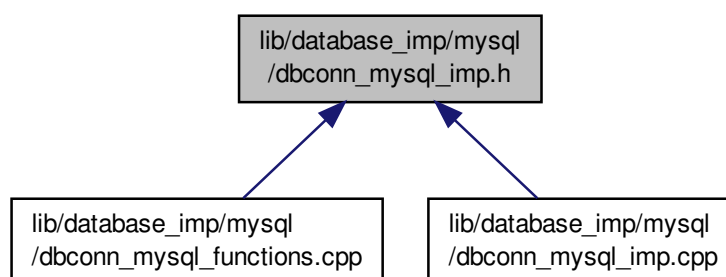 lib/database_imp/mysql
/dbconn_mysql_imp.h
lib/database_imp/mysql
/dbconn_mysql_functions.cpp
lib/database_imp/mysql
/dbconn_mysql_imp.cpp